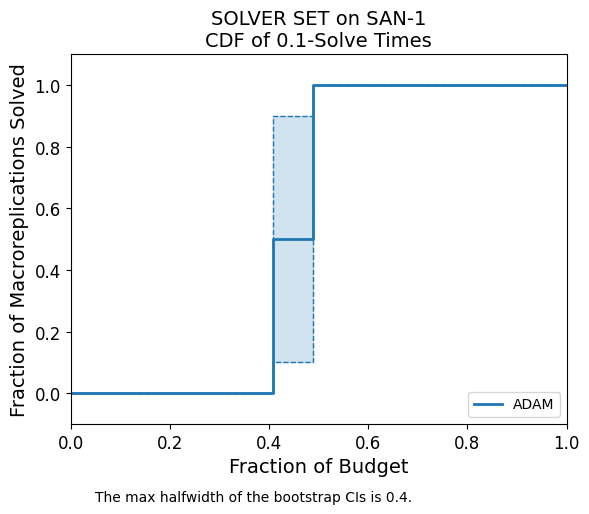 SOLVER SET on SAN-1
CDF of 0.1-Solve Times
Fraction of Macroreplications Solved
1.0
0.8
0.6
0.4
0.2
0.0
ADAM
0.0 0.2 0.4 0.6 0.8 1.0
Fraction of Budget
The max halfwidth of the bootstrap CIs is 0.4.